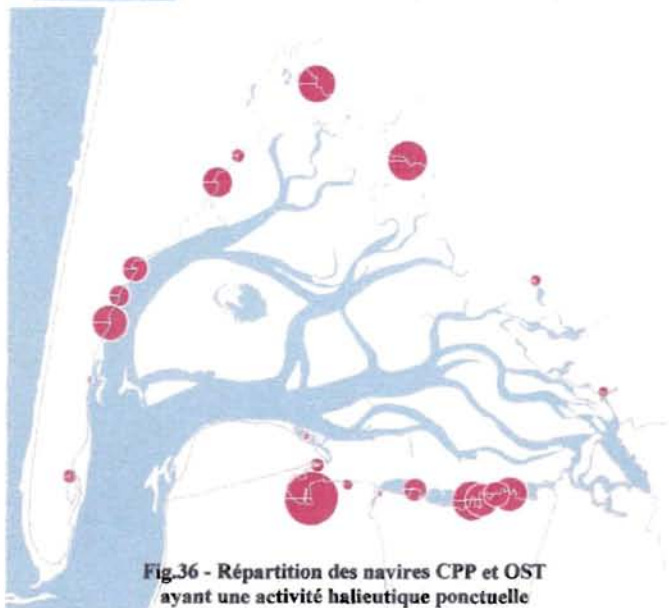 Fig.36 - Répartition des navires CPP et OST
ayant une activité halieutique ponctuelle